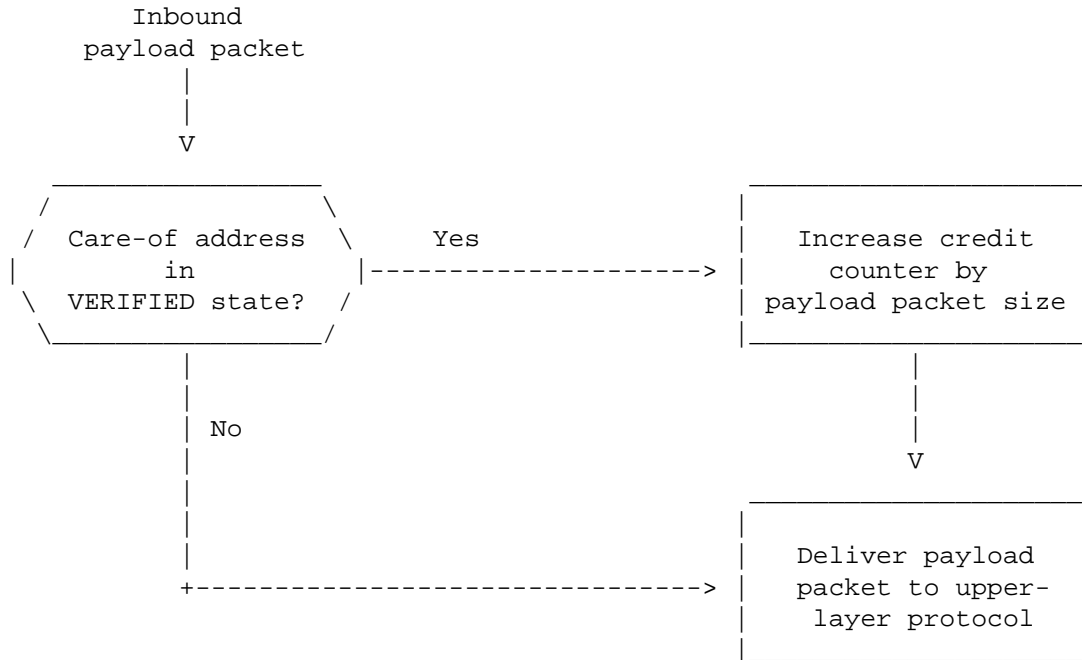 Inbound
payload packet
Care-of address
in
VERIFIED state?
Yes
Increase credit
counter by
payload packet size
No
V
V
Deliver payload
packet to upper-
layer protocol